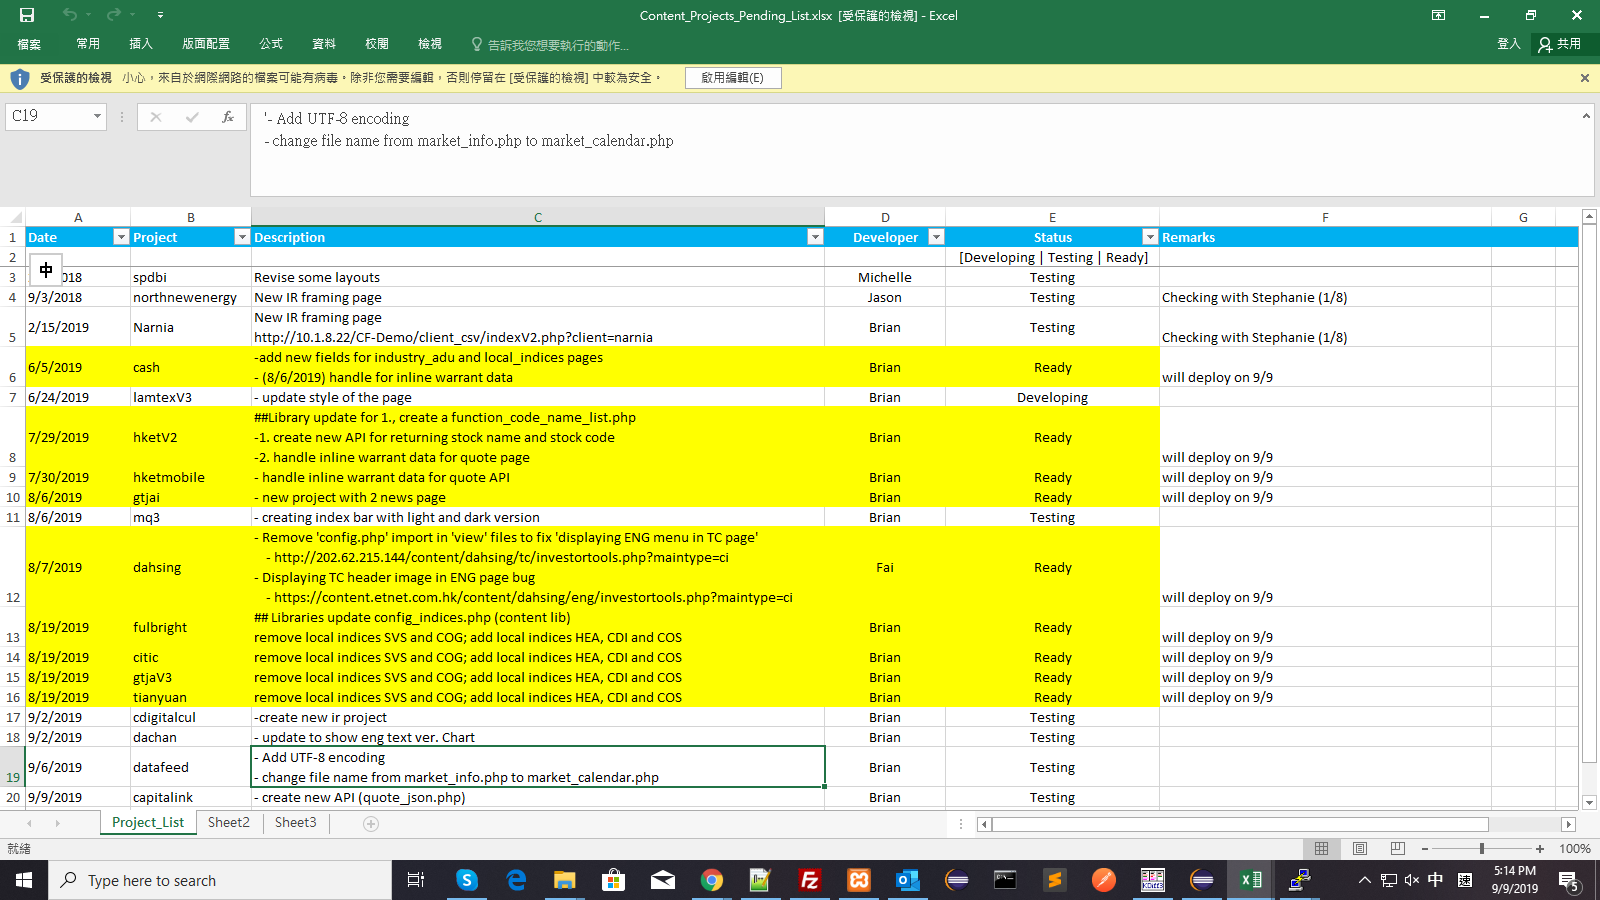 Content_Projects_Pending_List.xlsx [受保護的檢視] - Excel
檔案 常用 插入 版面配置 公式 資料 校閱 檢視 告訴我您想要執行的動作... 登入 共用
受保護的檢視 小心，來自於網際網路的檔案可能有病毒。除非您需要編輯，否則停留在 [受保護的檢視] 中較為安全。 啟用編輯(E)
C19 fx '- Add UTF-8 encoding
- change file name from market_info.php to market_calendar.php
A B C D E F G
1 Date Project Description Developer Status Remarks
2 [Developing | Testing | Ready]
中
3 018 spdbi Revise some layouts Michelle Testing
4 9/3/2018 northnewenergy New IR framing page Jason Testing Checking with Stephanie (1/8)
New IR framing page
2/15/2019 Narnia Brian Testing
5 http://10.1.8.22/CF-Demo/client_csv/indexV2.php?client=narnia Checking with Stephanie (1/8)
-add new fields for industry_adu and local_indices pages
6/5/2019 cash Brian Ready
6 - (8/6/2019) handle for inline warrant data will deploy on 9/9
7 6/24/2019 lamtexV3 - update style of the page Brian Developing
##Library update for 1., create a function_code_name_list.php
7/29/2019 hketV2 -1. create new API for returning stock name and stock code Brian Ready
8 -2. handle inline warrant data for quote page will deploy on 9/9
9 7/30/2019 hketmobile - handle inline warrant data for quote API Brian Ready will deploy on 9/9
10 8/6/2019 gtjai - new project with 2 news page Brian Ready will deploy on 9/9
11 8/6/2019 mq3 - creating index bar with light and dark version Brian Testing
- Remove 'config.php' import in 'view' files to fix 'displaying ENG menu in TC page'
- http://202.62.215.144/content/dahsing/tc/investortools.php?maintype=ci
8/7/2019 dahsing Fai Ready
- Displaying TC header image in ENG page bug
12 - https://content.etnet.com.hk/content/dahsing/eng/investortools.php?maintype=ci will deploy on 9/9
## Libraries update config_indices.php (content lib)
8/19/2019 fulbright Brian Ready
13 remove local indices SVS and COG; add local indices HEA, CDI and COS will deploy on 9/9
14 8/19/2019 citic remove local indices SVS and COG; add local indices HEA, CDI and COS Brian Ready will deploy on 9/9
15 8/19/2019 gtjaV3 remove local indices SVS and COG; add local indices HEA, CDI and COS Brian Ready will deploy on 9/9
16 8/19/2019 tianyuan remove local indices SVS and COG; add local indices HEA, CDI and COS Brian Ready will deploy on 9/9
17 9/2/2019 cdigitalcul -create new ir project Brian Testing
18 9/2/2019 dachan - update to show eng text ver. Chart Brian Testing
- Add UTF-8 encoding
9/6/2019 datafeed Brian Testing
19 - change file name from market_info.php to market_calendar.php
20 9/9/2019 capitalink - create new API (quote_json.php) Brian Testing
Project_List Sheet2 Sheet3
就緒 100%
Type here to search
中 速 5:14 PM
9/9/2019 5